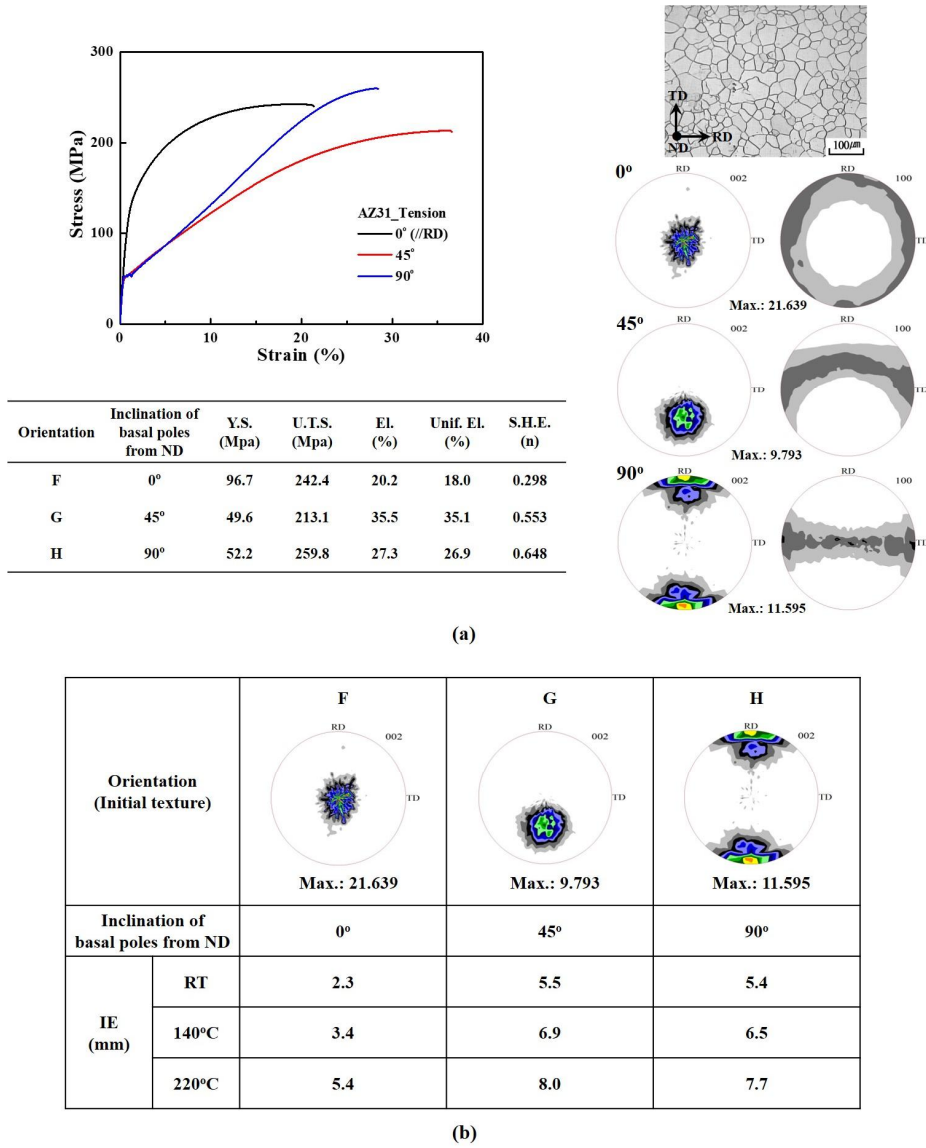 300
200
100
0
0 10 20 30 40
Stress (MPa)
Strain (%)
AZ31_Tension
0° (//RD)
45°
90°
TD
RD
ND
100㎛
0°
RD
002
TD
RD
100
TD
Max.: 21.639
45°
RD
002
TD
RD
100
TD
Max.: 9.793
90°
RD
002
TD
RD
100
TD
Max.: 11.595
Orientation Inclination of basal poles from ND Y.S. (Mpa) U.T.S. (Mpa) El. (%) Unif. El. (%) S.H.E. (n)
F 0° 96.7 242.4 20.2 18.0 0.298
G 45° 49.6 213.1 35.5 35.1 0.553
H 90° 52.2 259.8 27.3 26.9 0.648
(a)
Orientation
(Initial texture)
F
RD
002
TD
Max.: 21.639
G
RD
002
TD
Max.: 9.793
H
RD
002
TD
Max.: 11.595
Inclination of
basal poles from ND
0° 45° 90°
IE
(mm)
RT 2.3 5.5 5.4
140°C 3.4 6.9 6.5
220°C 5.4 8.0 7.7
(b)